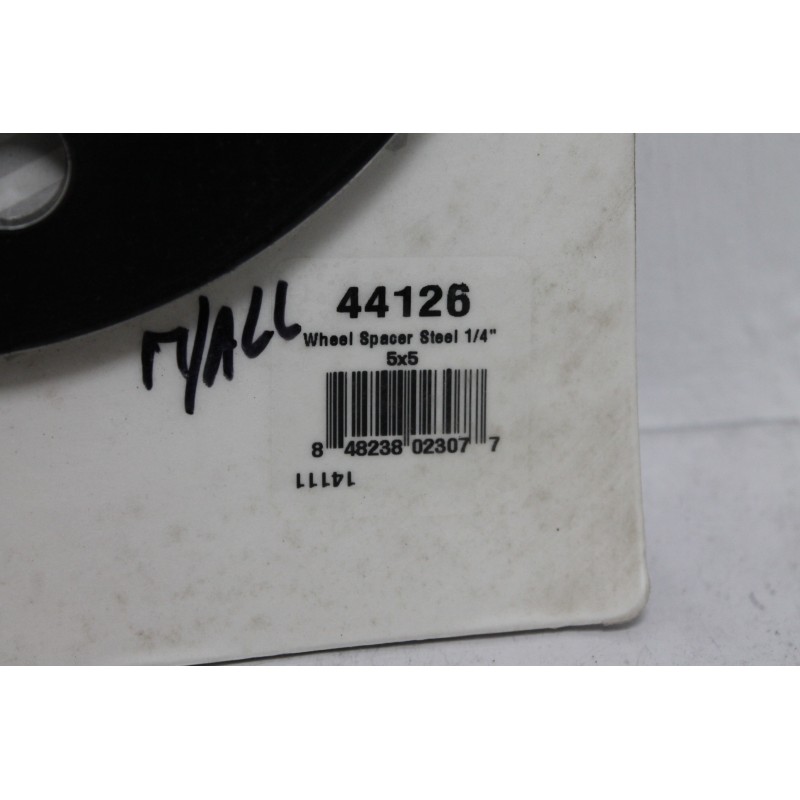 44126
M/ALL
Wheel Spacer Steel 1/4"
5x5
8 48238 02307 7
14111